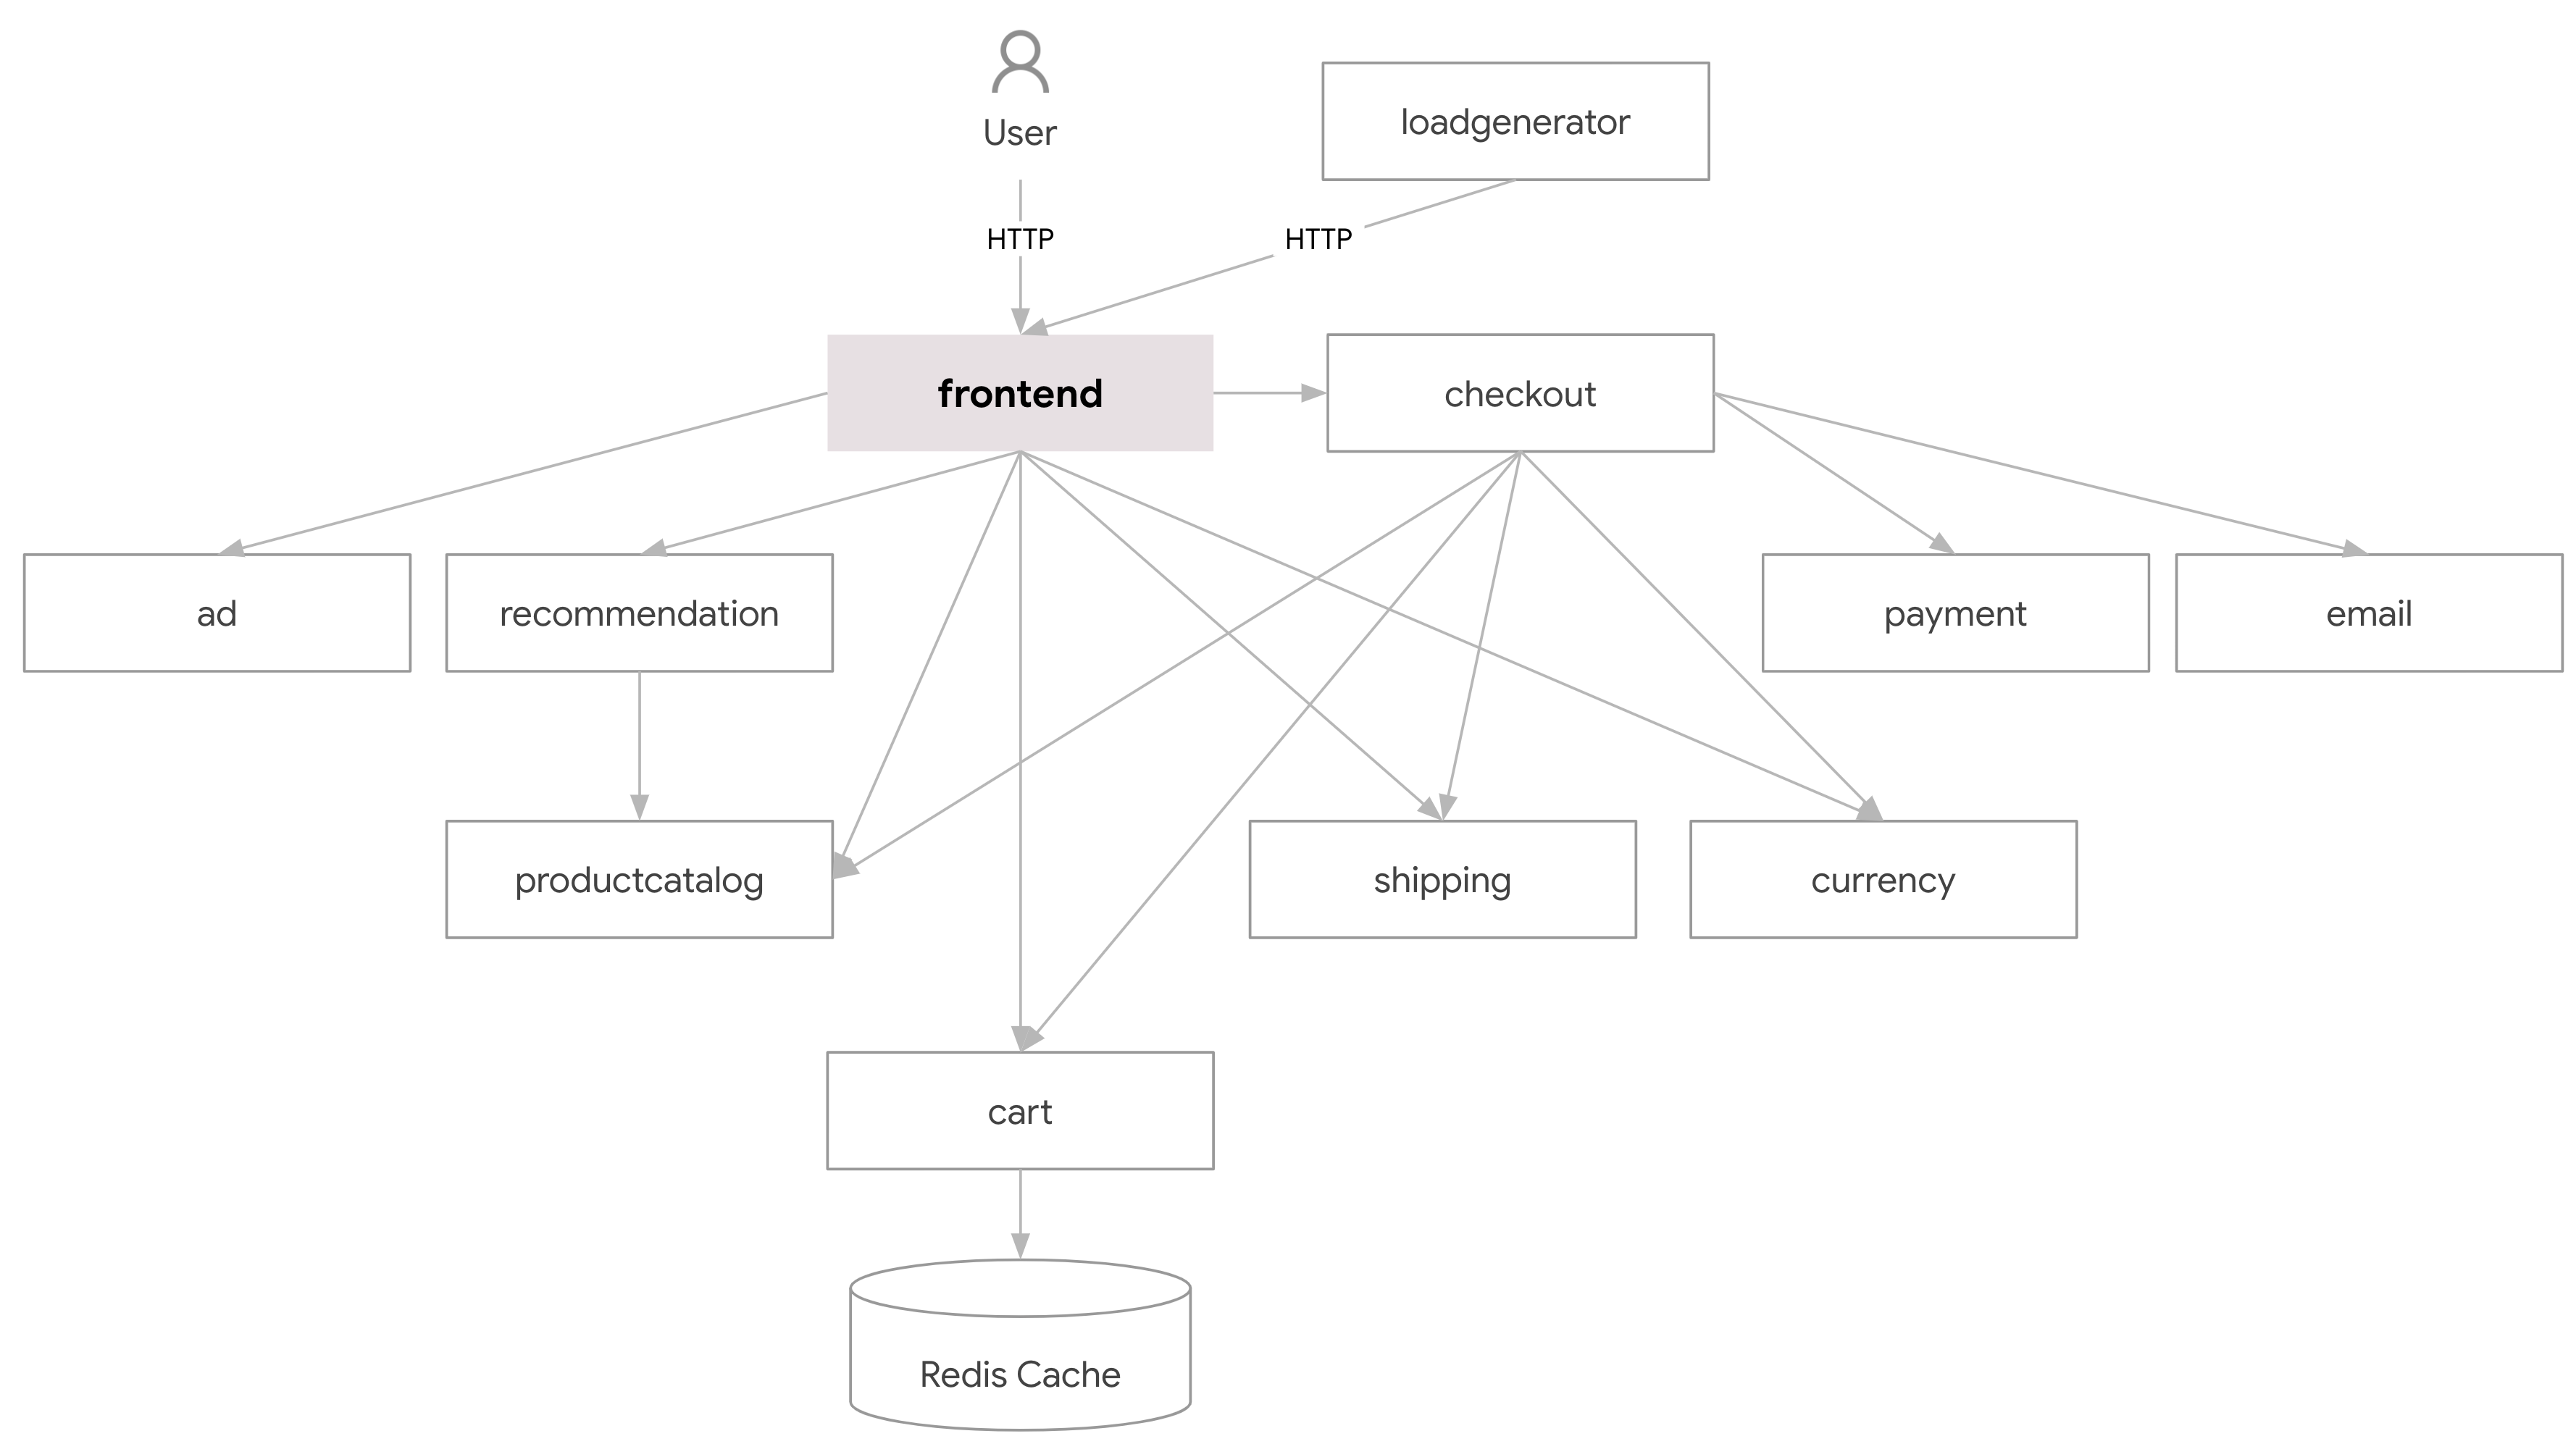 User
loadgenerator
HTTP
HTTP
frontend
checkout
ad
recommendation
payment
email
productcatalog
shipping
currency
cart
Redis Cache